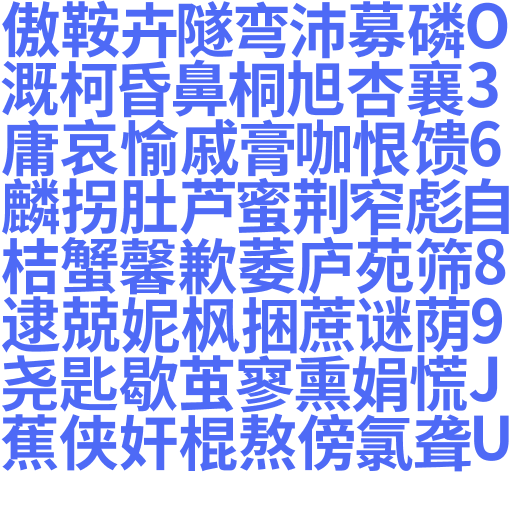 傲鞍卉隧弯沛募磷O
溉柯昏鼻桐旭杏襄3
庸哀愉戚膏咖恨馈6
麟拐肚芦蜜荆窄彪自
桔蟹馨歉萎庐苑筛8
逮兢妮枫捆蔗谜荫9
尧匙歇茧寥熏娟慌J
蕉侠奸棍熬傍氯聋U